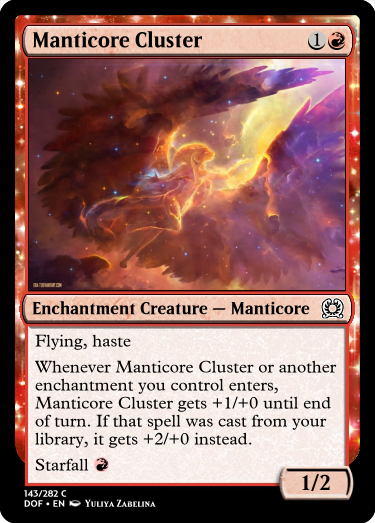 Manticore Cluster 1
Enchantment Creature — Manticore
Flying, haste
Whenever Manticore Cluster or another
enchantment you control enters,
Manticore Cluster gets +1/+0 until end
of turn. If that spell was cast from your
library, it gets +2/+0 instead.
Starfall
1/2
143/282 C
DOF • EN Yuliya Zabelina